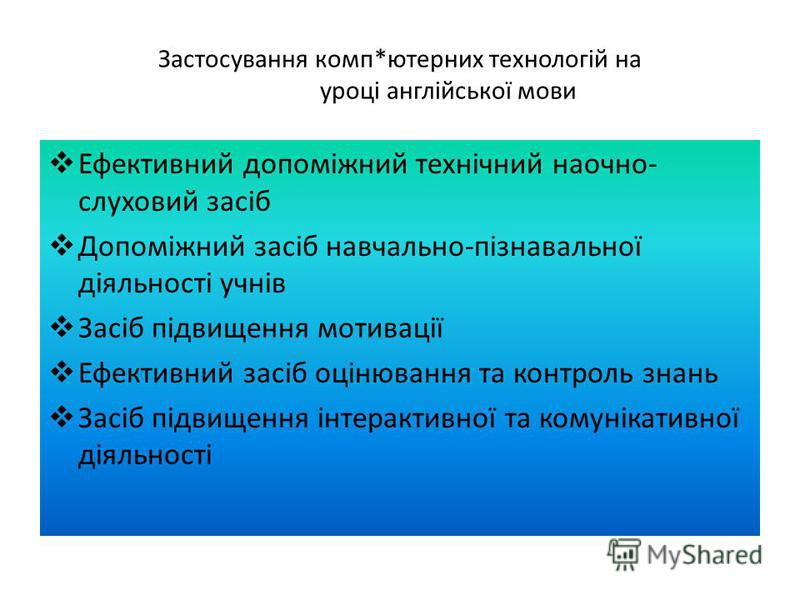 Застосування комп*ютерних технологій на
уроці англійської мови
❖ Ефективний допоміжний технічний наочно-
слуховий засіб
❖ Допоміжний засіб навчально-пізнавальної
діяльності учнів
❖ Засіб підвищення мотивації
❖ Ефективний засіб оцінювання та контроль знань
❖ Засіб підвищення інтерактивної та комунікативної
діяльності
MyShared